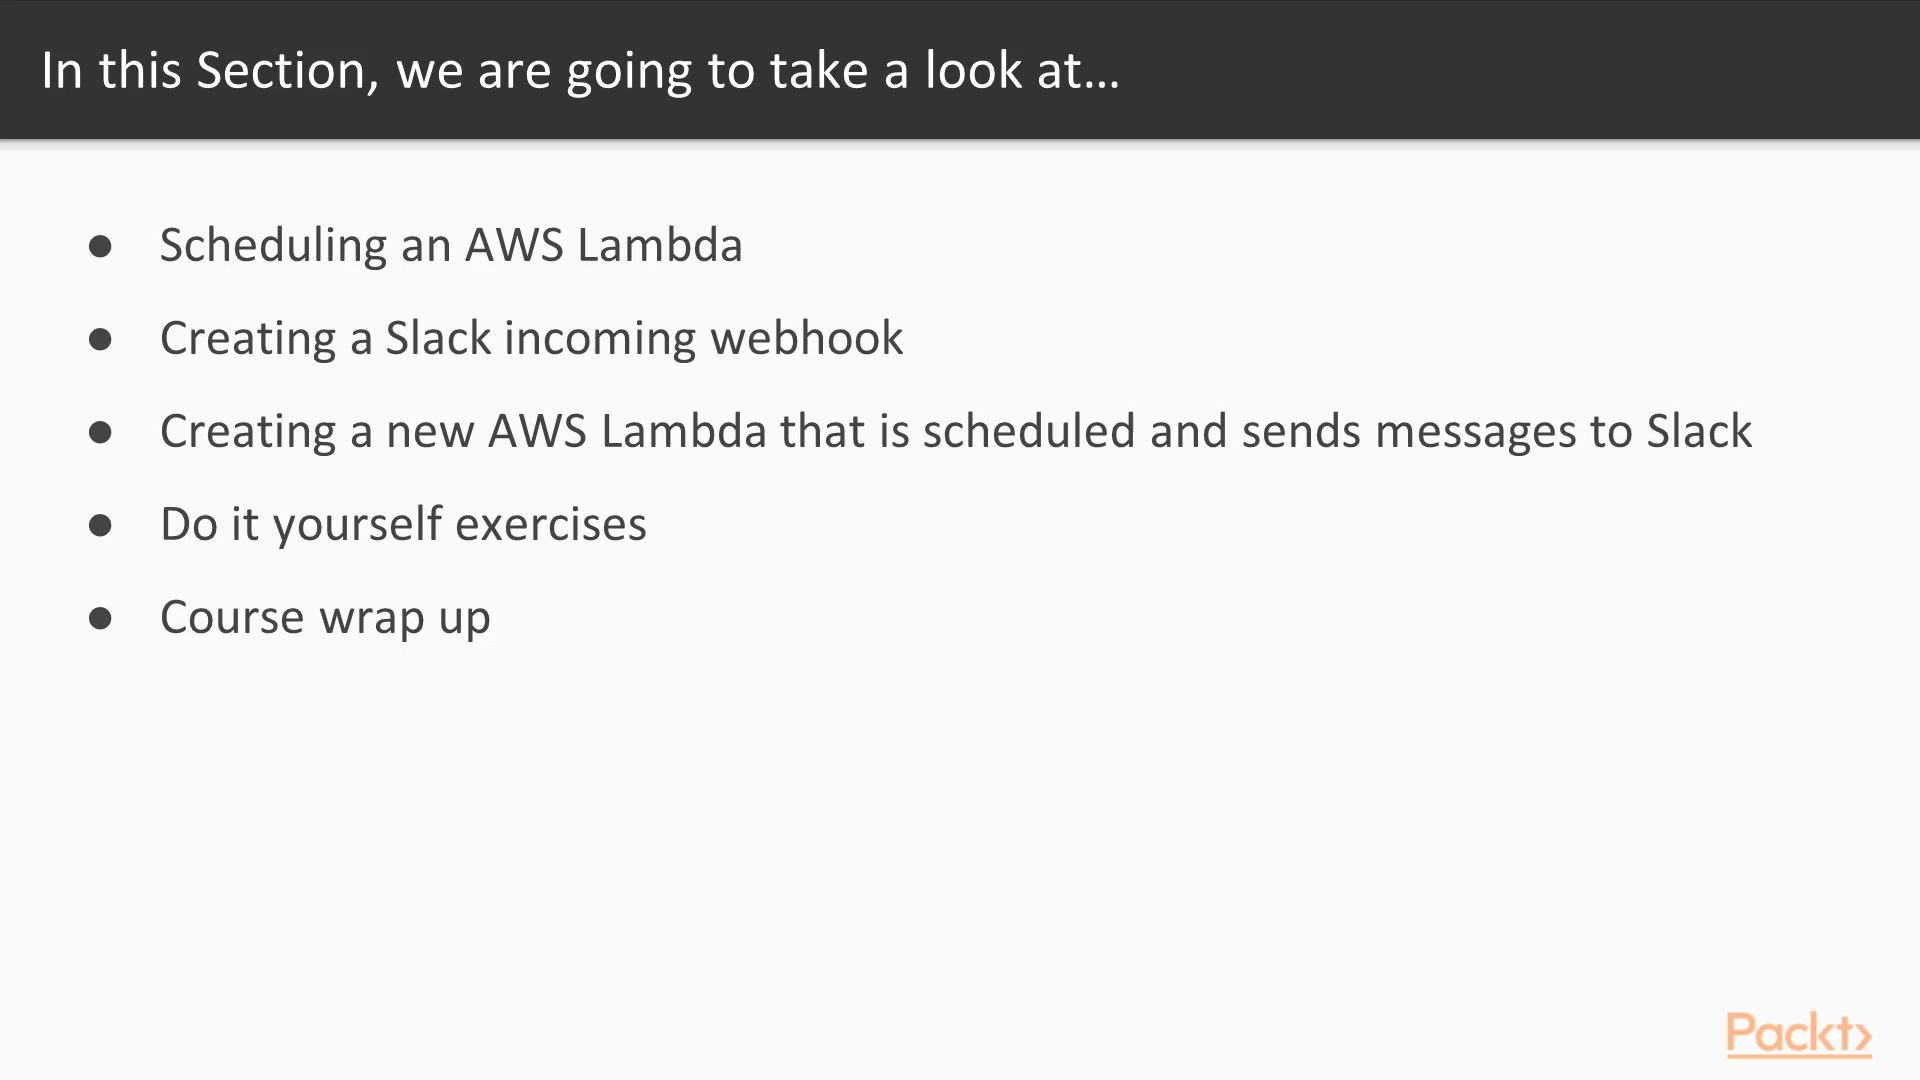 In this Section, we are going to take a look at...
● Scheduling an AWS Lambda
● Creating a Slack incoming webhook
● Creating a new AWS Lambda that is scheduled and sends messages to Slack
● Do it yourself exercises
● Course wrap up
Packt>